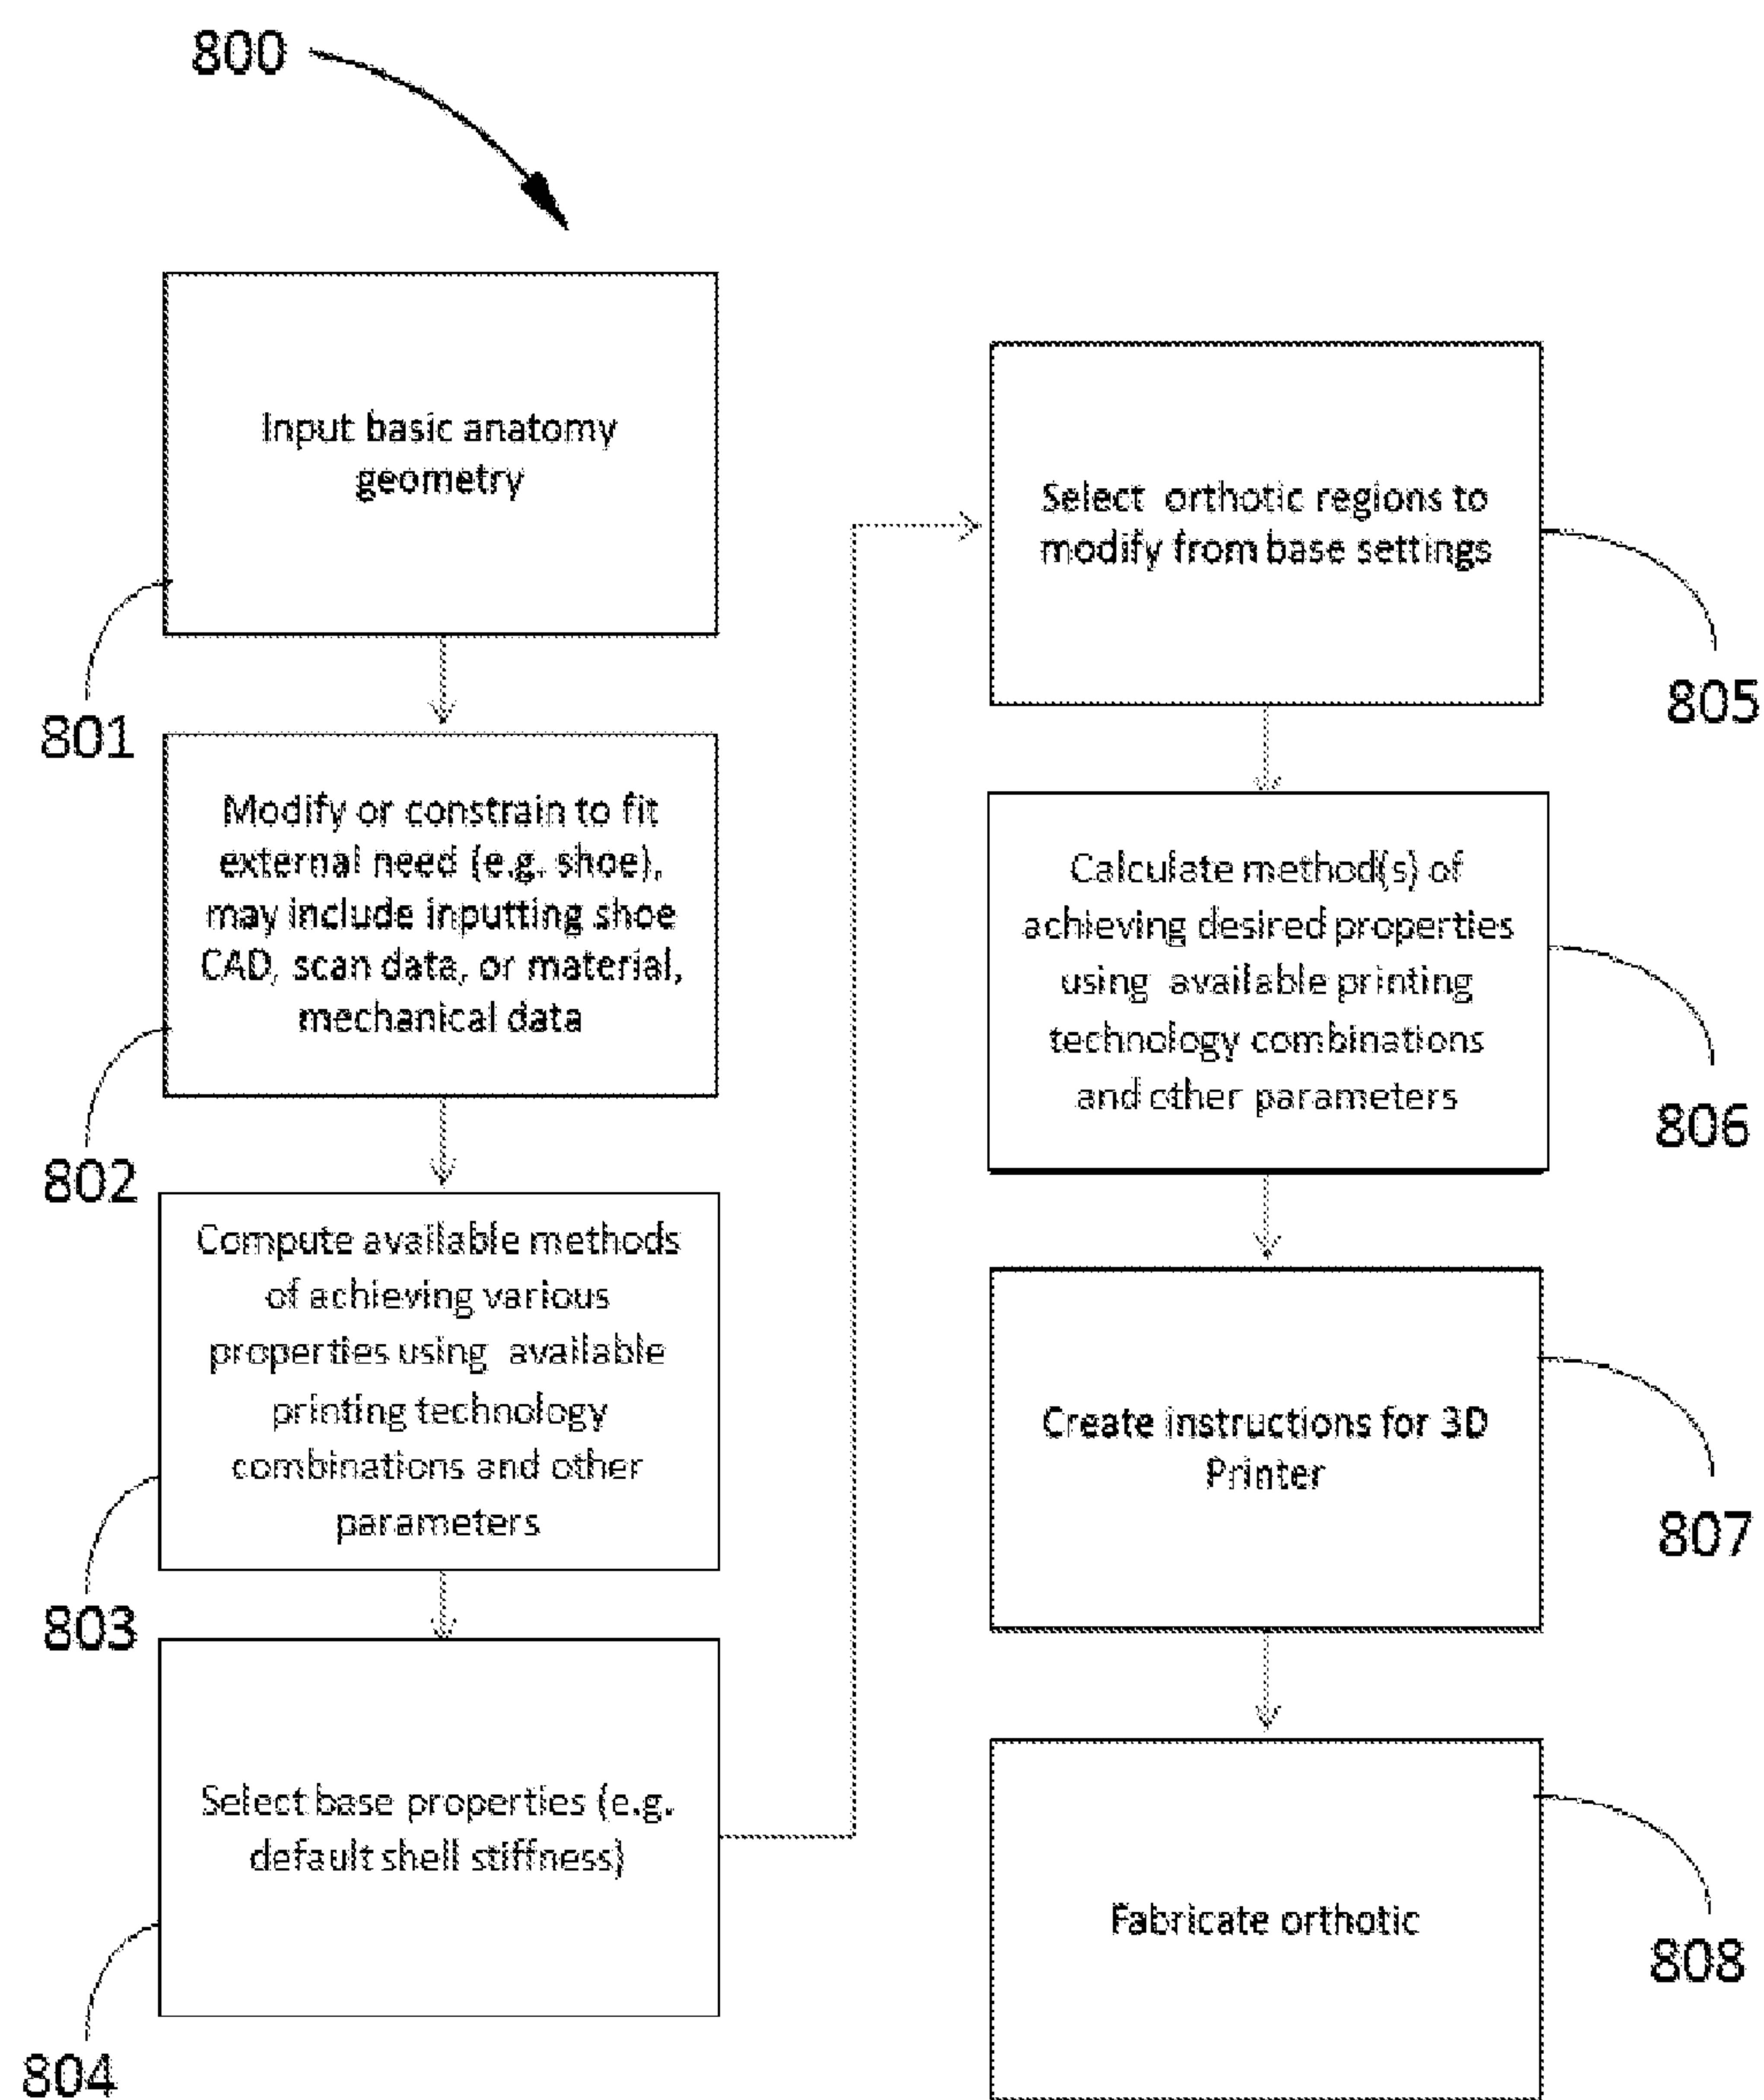 800
Input basic anatomy
geometry
801
Modify or constrain to fit
external need (e.g. shoe),
may include inputting shoe
CAD, scan data, or material,
mechanical data
802
Compute available methods
of achieving various
properties using available
printing technology
combinations and other
parameters
803
Select base properties (e.g.
default shell stiffness)
804
Select orthotic regions to
modify from base settings
805
Calculate method(s) of
achieving desired properties
using available printing
technology combinations
and other parameters
806
Create instructions for 3D
Printer
807
Fabricate orthotic
808